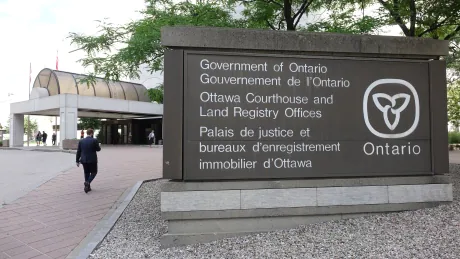 Government of Ontario
Gouvernement de l'Ontario
Ottawa Courthouse and
Land Registry Offices
Palais de justice et
bureaux d'enregistrement
immobilier d'Ottawa
Ontario